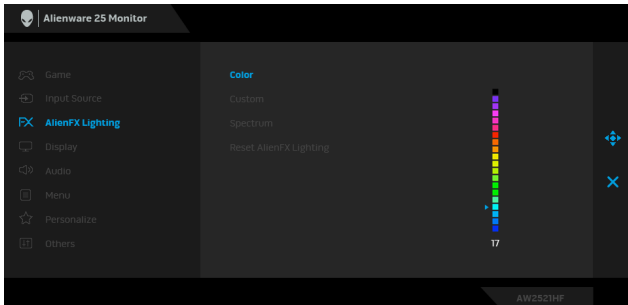 Alienware 25 Monitor
Game
Input Source
FX AlienFX Lighting
Display
Audio
Menu
Personalize
Others
Color
Custom
Spectrum
Reset AlienFX Lighting
17
AW2521HF